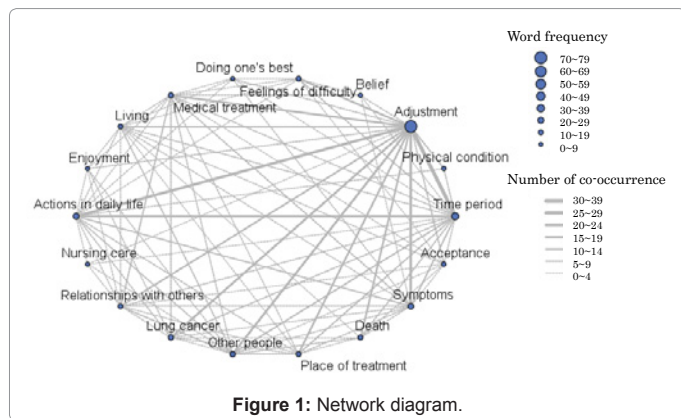 Word frequency
70~79
60~69
50~59
40~49
30~39
20~29
10~19
0~9
Number of co-occurrence
30~39
25~29
20~24
15~19
10~14
5~9
0~4
Doing one's best
Feelings of difficulty
Belief
Medical treatment
Adjustment
Living
Physical condition
Enjoyment
Time period
Actions in daily life
Acceptance
Nursing care
Symptoms
Relationships with others
Death
Lung cancer
Other people
Place of treatment
Figure 1: Network diagram.